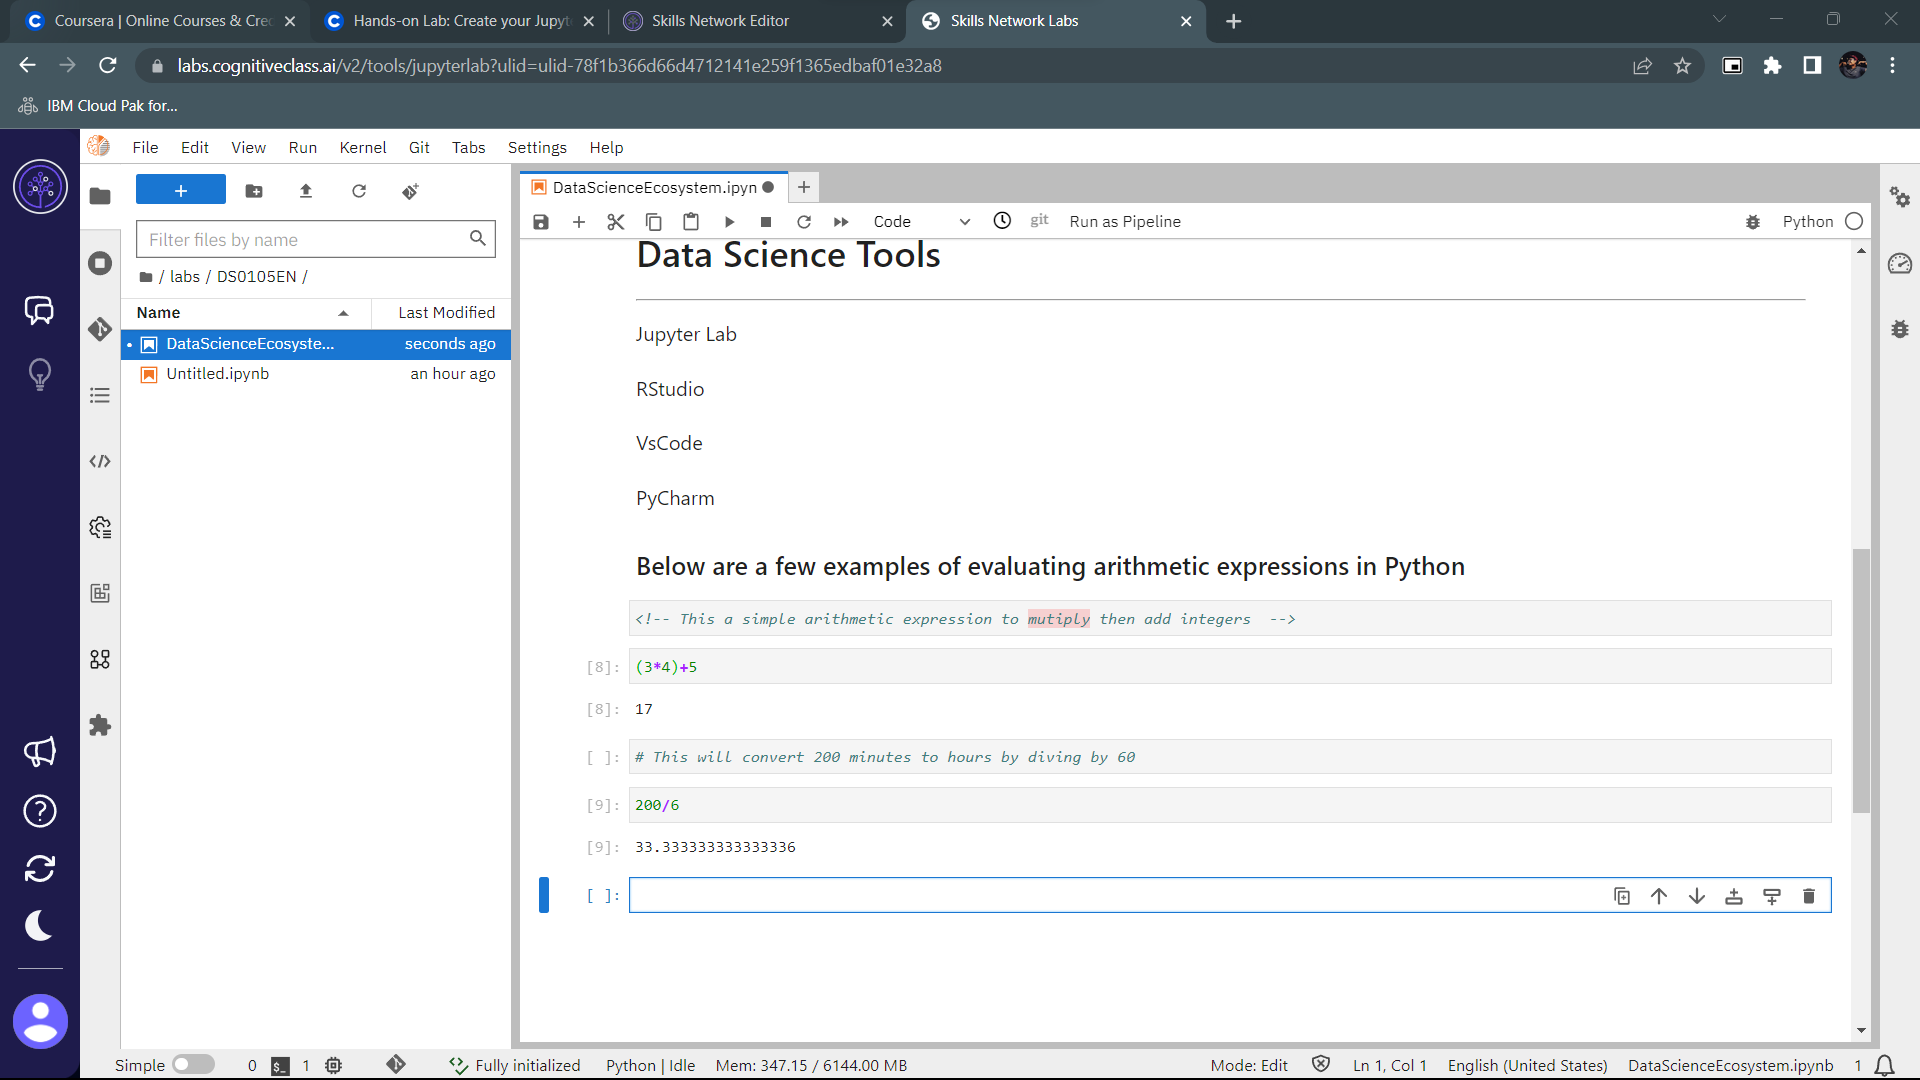 Coursera | Online Courses & Cre
Hands-on Lab: Create your Jupyt
Skills Network Editor
Skills Network Labs
labs.cognitiveclass.ai/v2/tools/jupyterlab?ulid=ulid-78f1b366d66d4712141e259f1365edbaf01e32a8
IBM Cloud Pak for...
File Edit View Run Kernel Git Tabs Settings Help
Filter files by name
/ labs / DS0105EN /
Name Last Modified
DataScienceEcosyste... seconds ago
Untitled.ipynb an hour ago
DataScienceEcosystem.ipyn
Code git Run as Pipeline Python
Data Science Tools
Jupyter Lab
RStudio
VsCode
PyCharm
Below are a few examples of evaluating arithmetic expressions in Python
<!-- This a simple arithmetic expression to mutiply then add integers -->
[8]: (3*4)+5
[8]: 17
[ ]: # This will convert 200 minutes to hours by diving by 60
[9]: 200/6
[9]: 33.333333333333336
[ ]:
Simple 0 $_ 1 Fully initialized Python | Idle Mem: 347.15 / 6144.00 MB Mode: Edit Ln 1, Col 1 English (United States) DataScienceEcosystem.ipynb 1